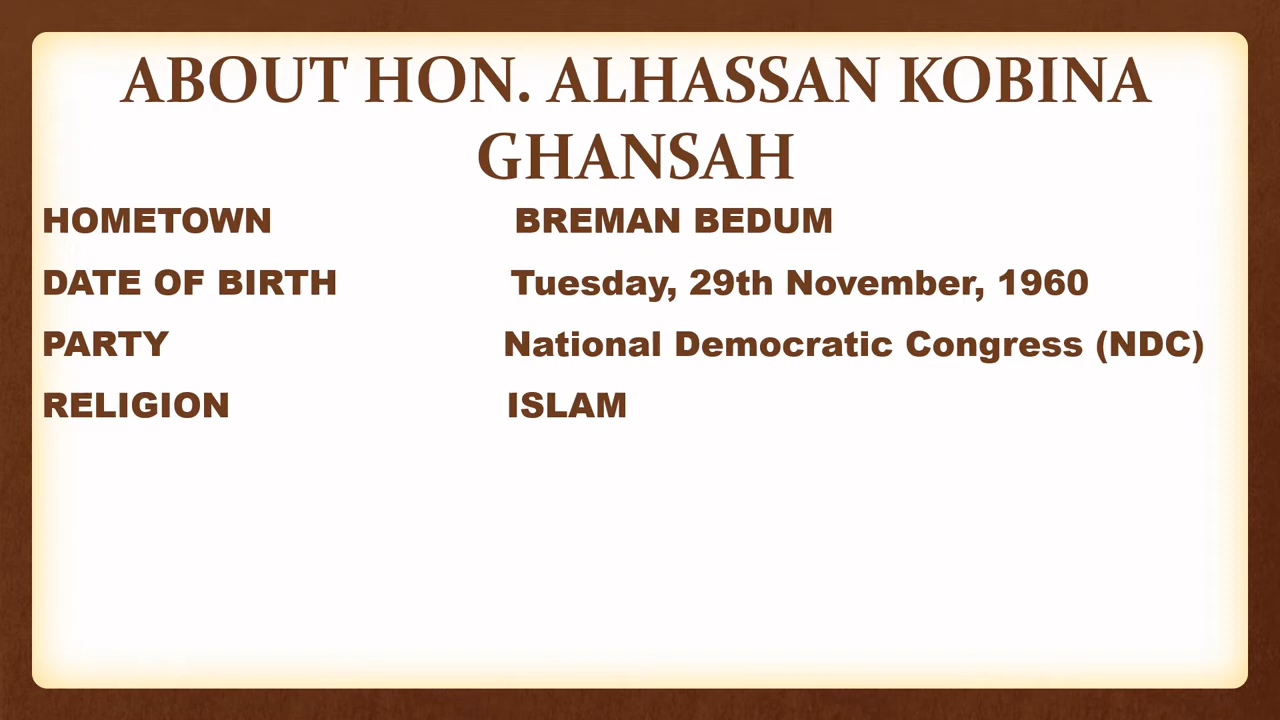 ABOUT HON. ALHASSAN KOBINA
GHANSAH
HOMETOWN BREMAN BEDUM
DATE OF BIRTH Tuesday, 29th November, 1960
PARTY National Democratic Congress (NDC)
RELIGION ISLAM